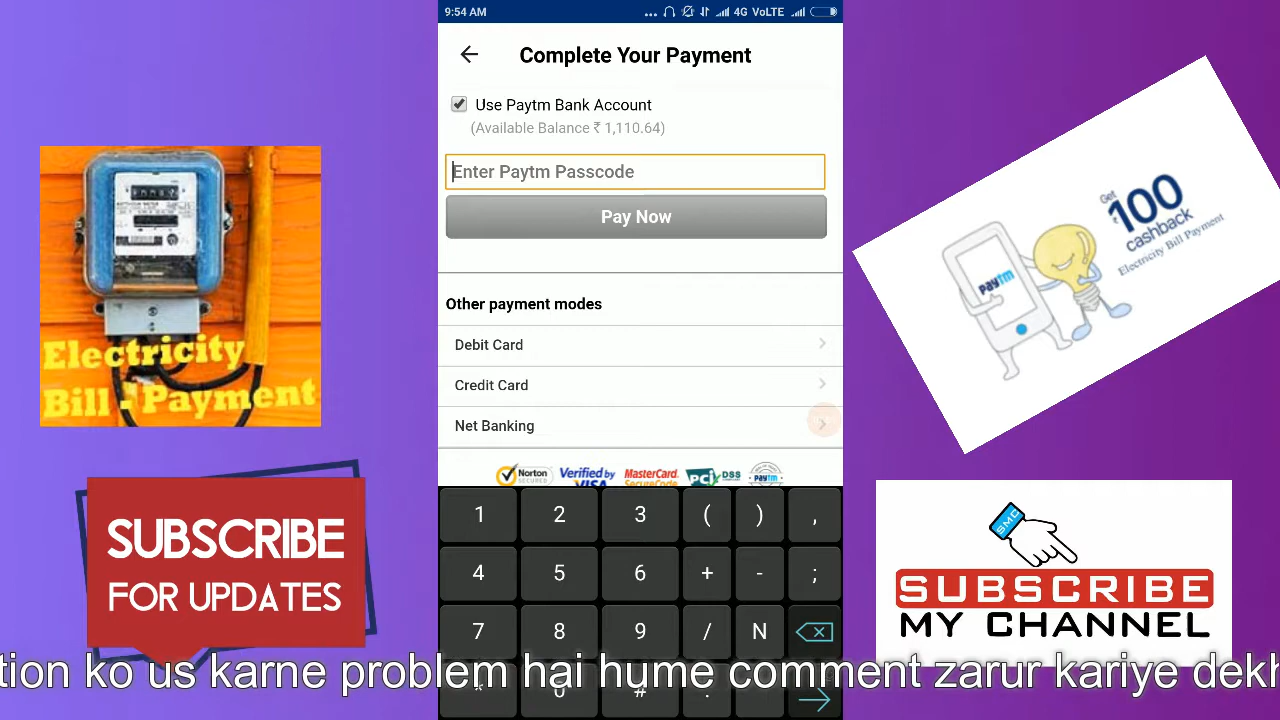 9:54 AM
... 4G VoLTE
Complete Your Payment
Use Paytm Bank Account
(Available Balance ₹ 1,110.64)
Enter Paytm Passcode
Pay Now
Other payment modes
Debit Card
Credit Card
Net Banking
Norton
SECURED
Verified by
VISA
MasterCard.
SecureCode
PCI DSS
paytm
1 2 3 ( ) ,
4 5 6 + - ;
7 8 9 / N
* 0 # .
Electricity
Bill - Payment
SUBSCRIBE
FOR UPDATES
Get
100
cashback
Electricity Bill Payment
paytm
SMC
SUBSCRIBE
MY CHANNEL
tion ko us karne problem hai hume comment zarur kariye dekh